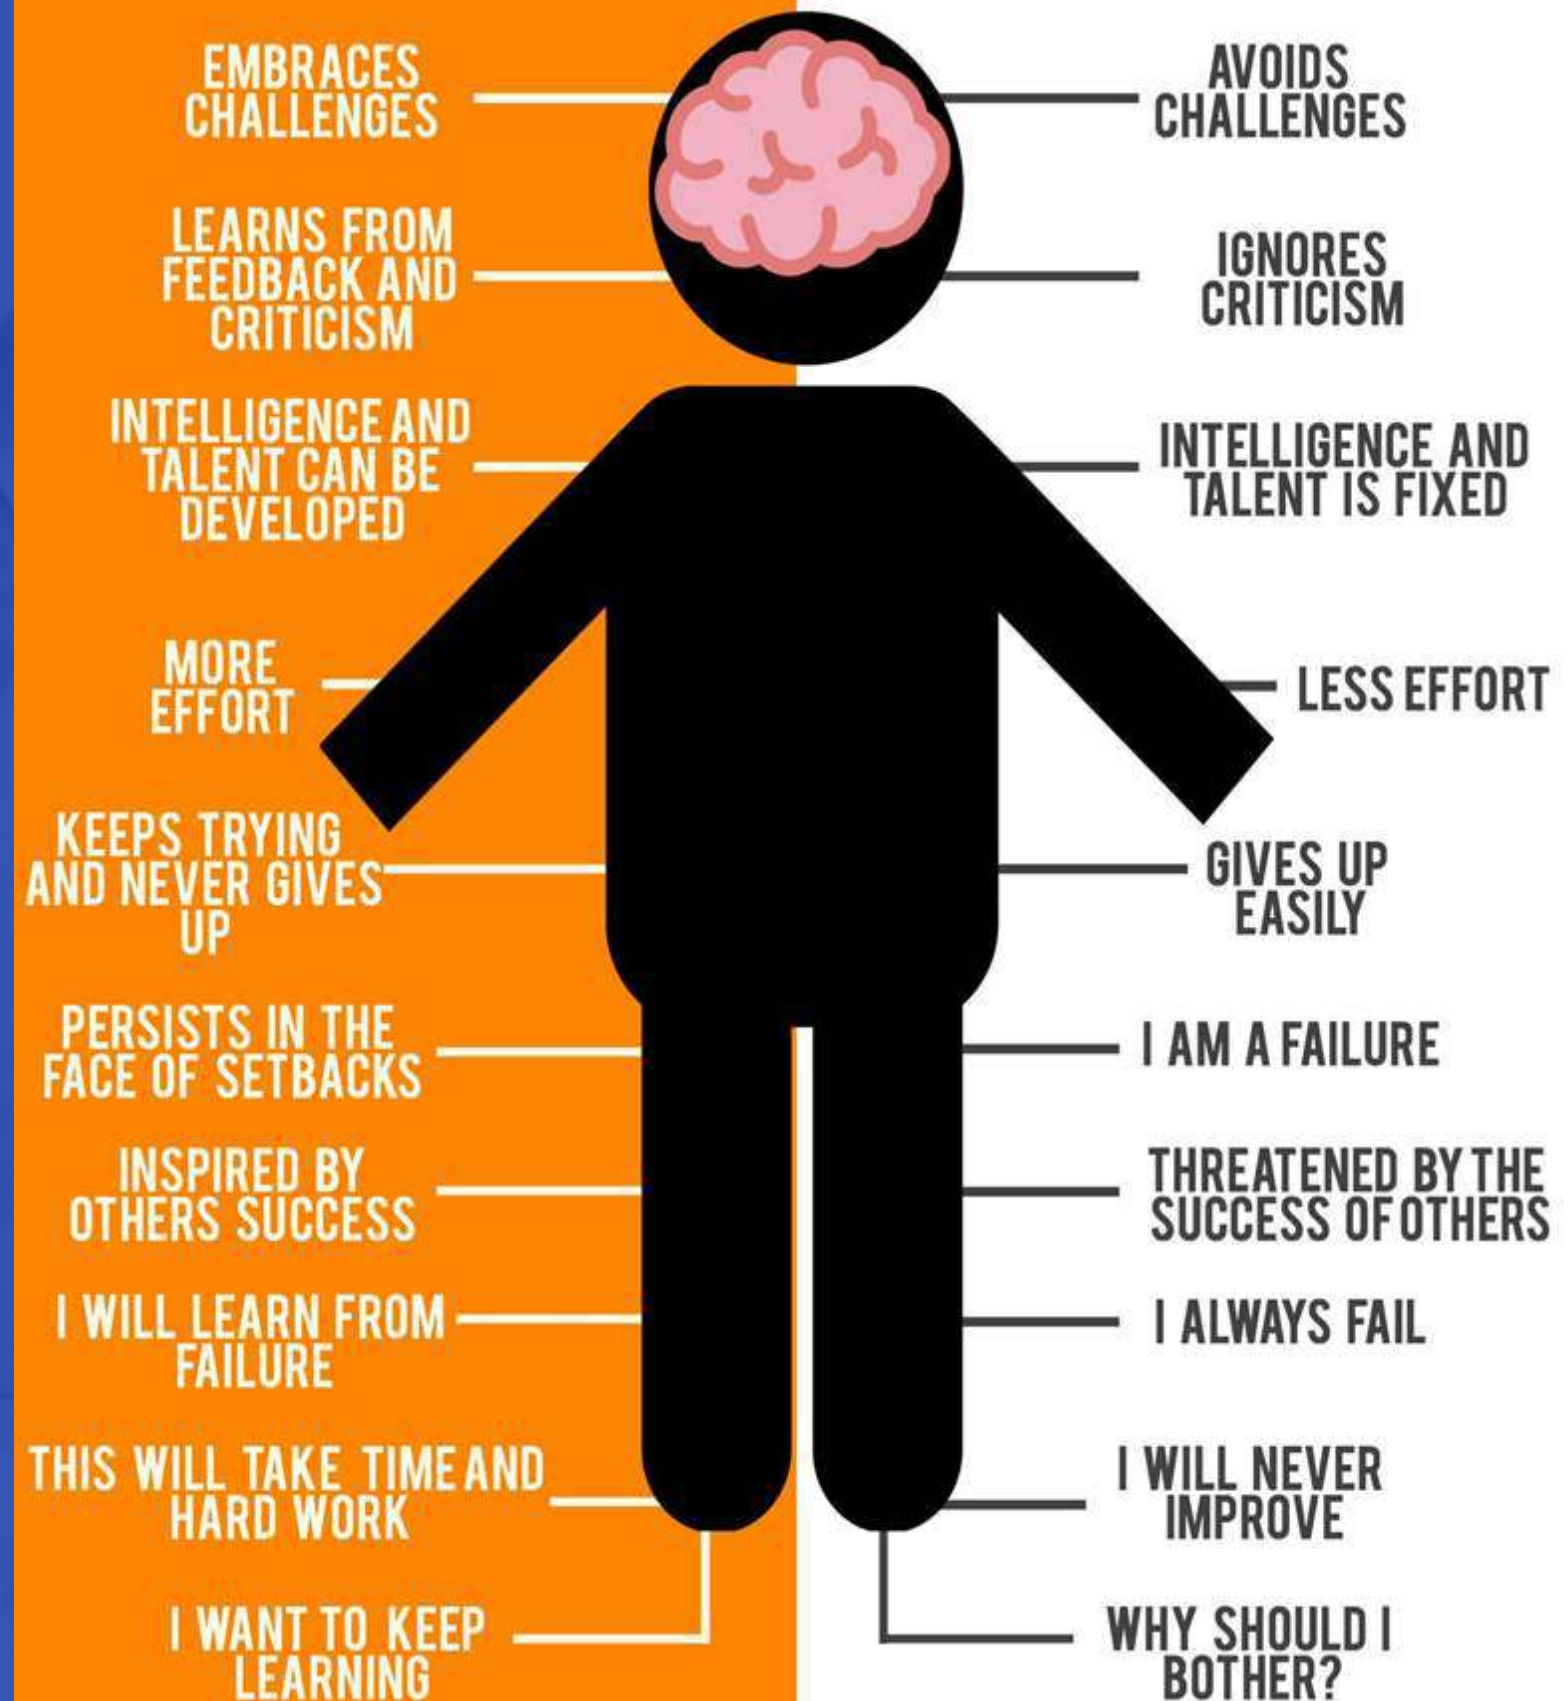 EMBRACES
CHALLENGES
AVOIDS
CHALLENGES
LEARNS FROM
FEEDBACK AND
CRITICISM
IGNORES
CRITICISM
INTELLIGENCE AND
TALENT CAN BE
DEVELOPED
INTELLIGENCE AND
TALENT IS FIXED
MORE
EFFORT
LESS EFFORT
KEEPS TRYING
AND NEVER GIVES
UP
GIVES UP
EASILY
PERSISTS IN THE
FACE OF SETBACKS
I AM A FAILURE
INSPIRED BY
OTHERS SUCCESS
THREATENED BY THE
SUCCESS OF OTHERS
I WILL LEARN FROM
FAILURE
I ALWAYS FAIL
THIS WILL TAKE TIME AND
HARD WORK
I WILL NEVER
IMPROVE
I WANT TO KEEP
LEARNING
WHY SHOULD I
BOTHER?